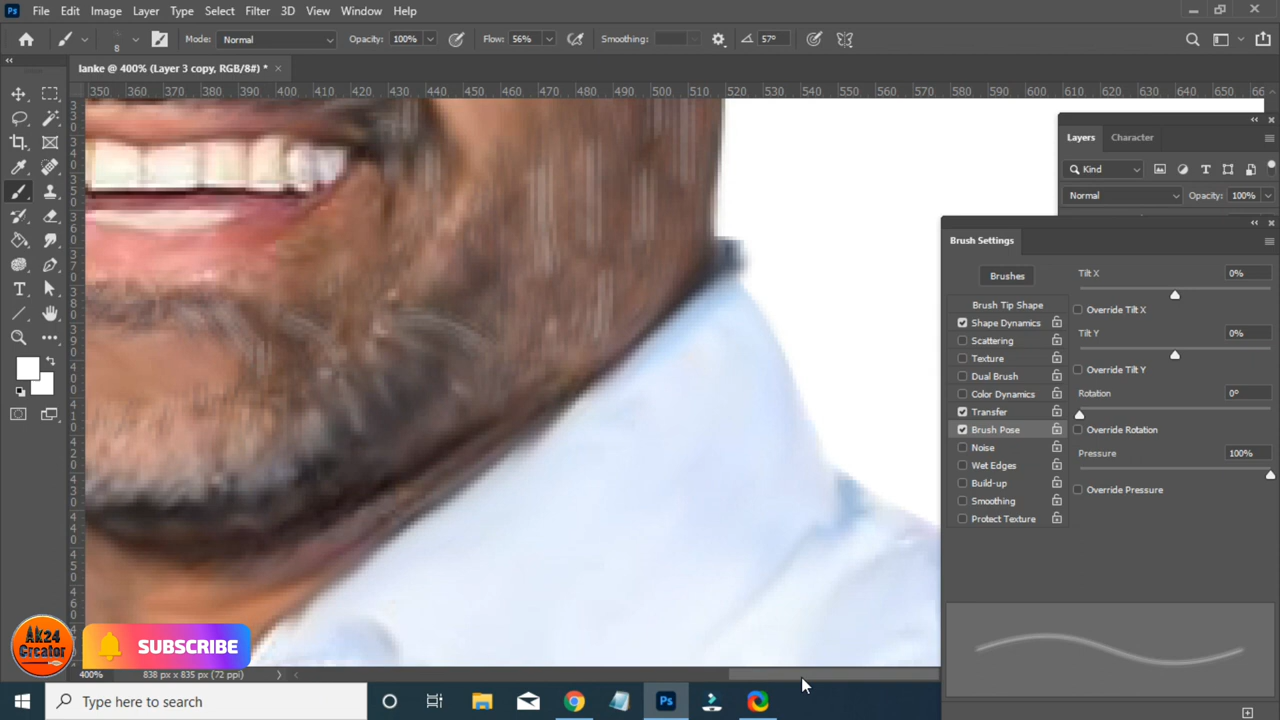 Ps File Edit Image Layer Type Select Filter 3D View Window Help
8 Mode: Normal Opacity: 100% Flow: 56% Smoothing: 57°
lanke @ 400% (Layer 3 copy, RGB/8#) * ×
350 360 370 380 390 400 410 420 430 440 450 460 470 480 490 500 510 520 530 540 550 560 570 580 590 600 610 620 630 640 650 66
Layers Character
Kind
Normal Opacity: 100%
Brush Settings
Brushes
Brush Tip Shape
Shape Dynamics
Scattering
Texture
Dual Brush
Color Dynamics
Transfer
Brush Pose
Noise
Wet Edges
Build-up
Smoothing
Protect Texture
Tilt X 0%
Override Tilt X
Tilt Y 0%
Override Tilt Y
Rotation 0°
Override Rotation
Pressure 100%
Override Pressure
Ak24
Creator
SUBSCRIBE
400% 838 px x 835 px (72 ppi)
Type here to search
Ps